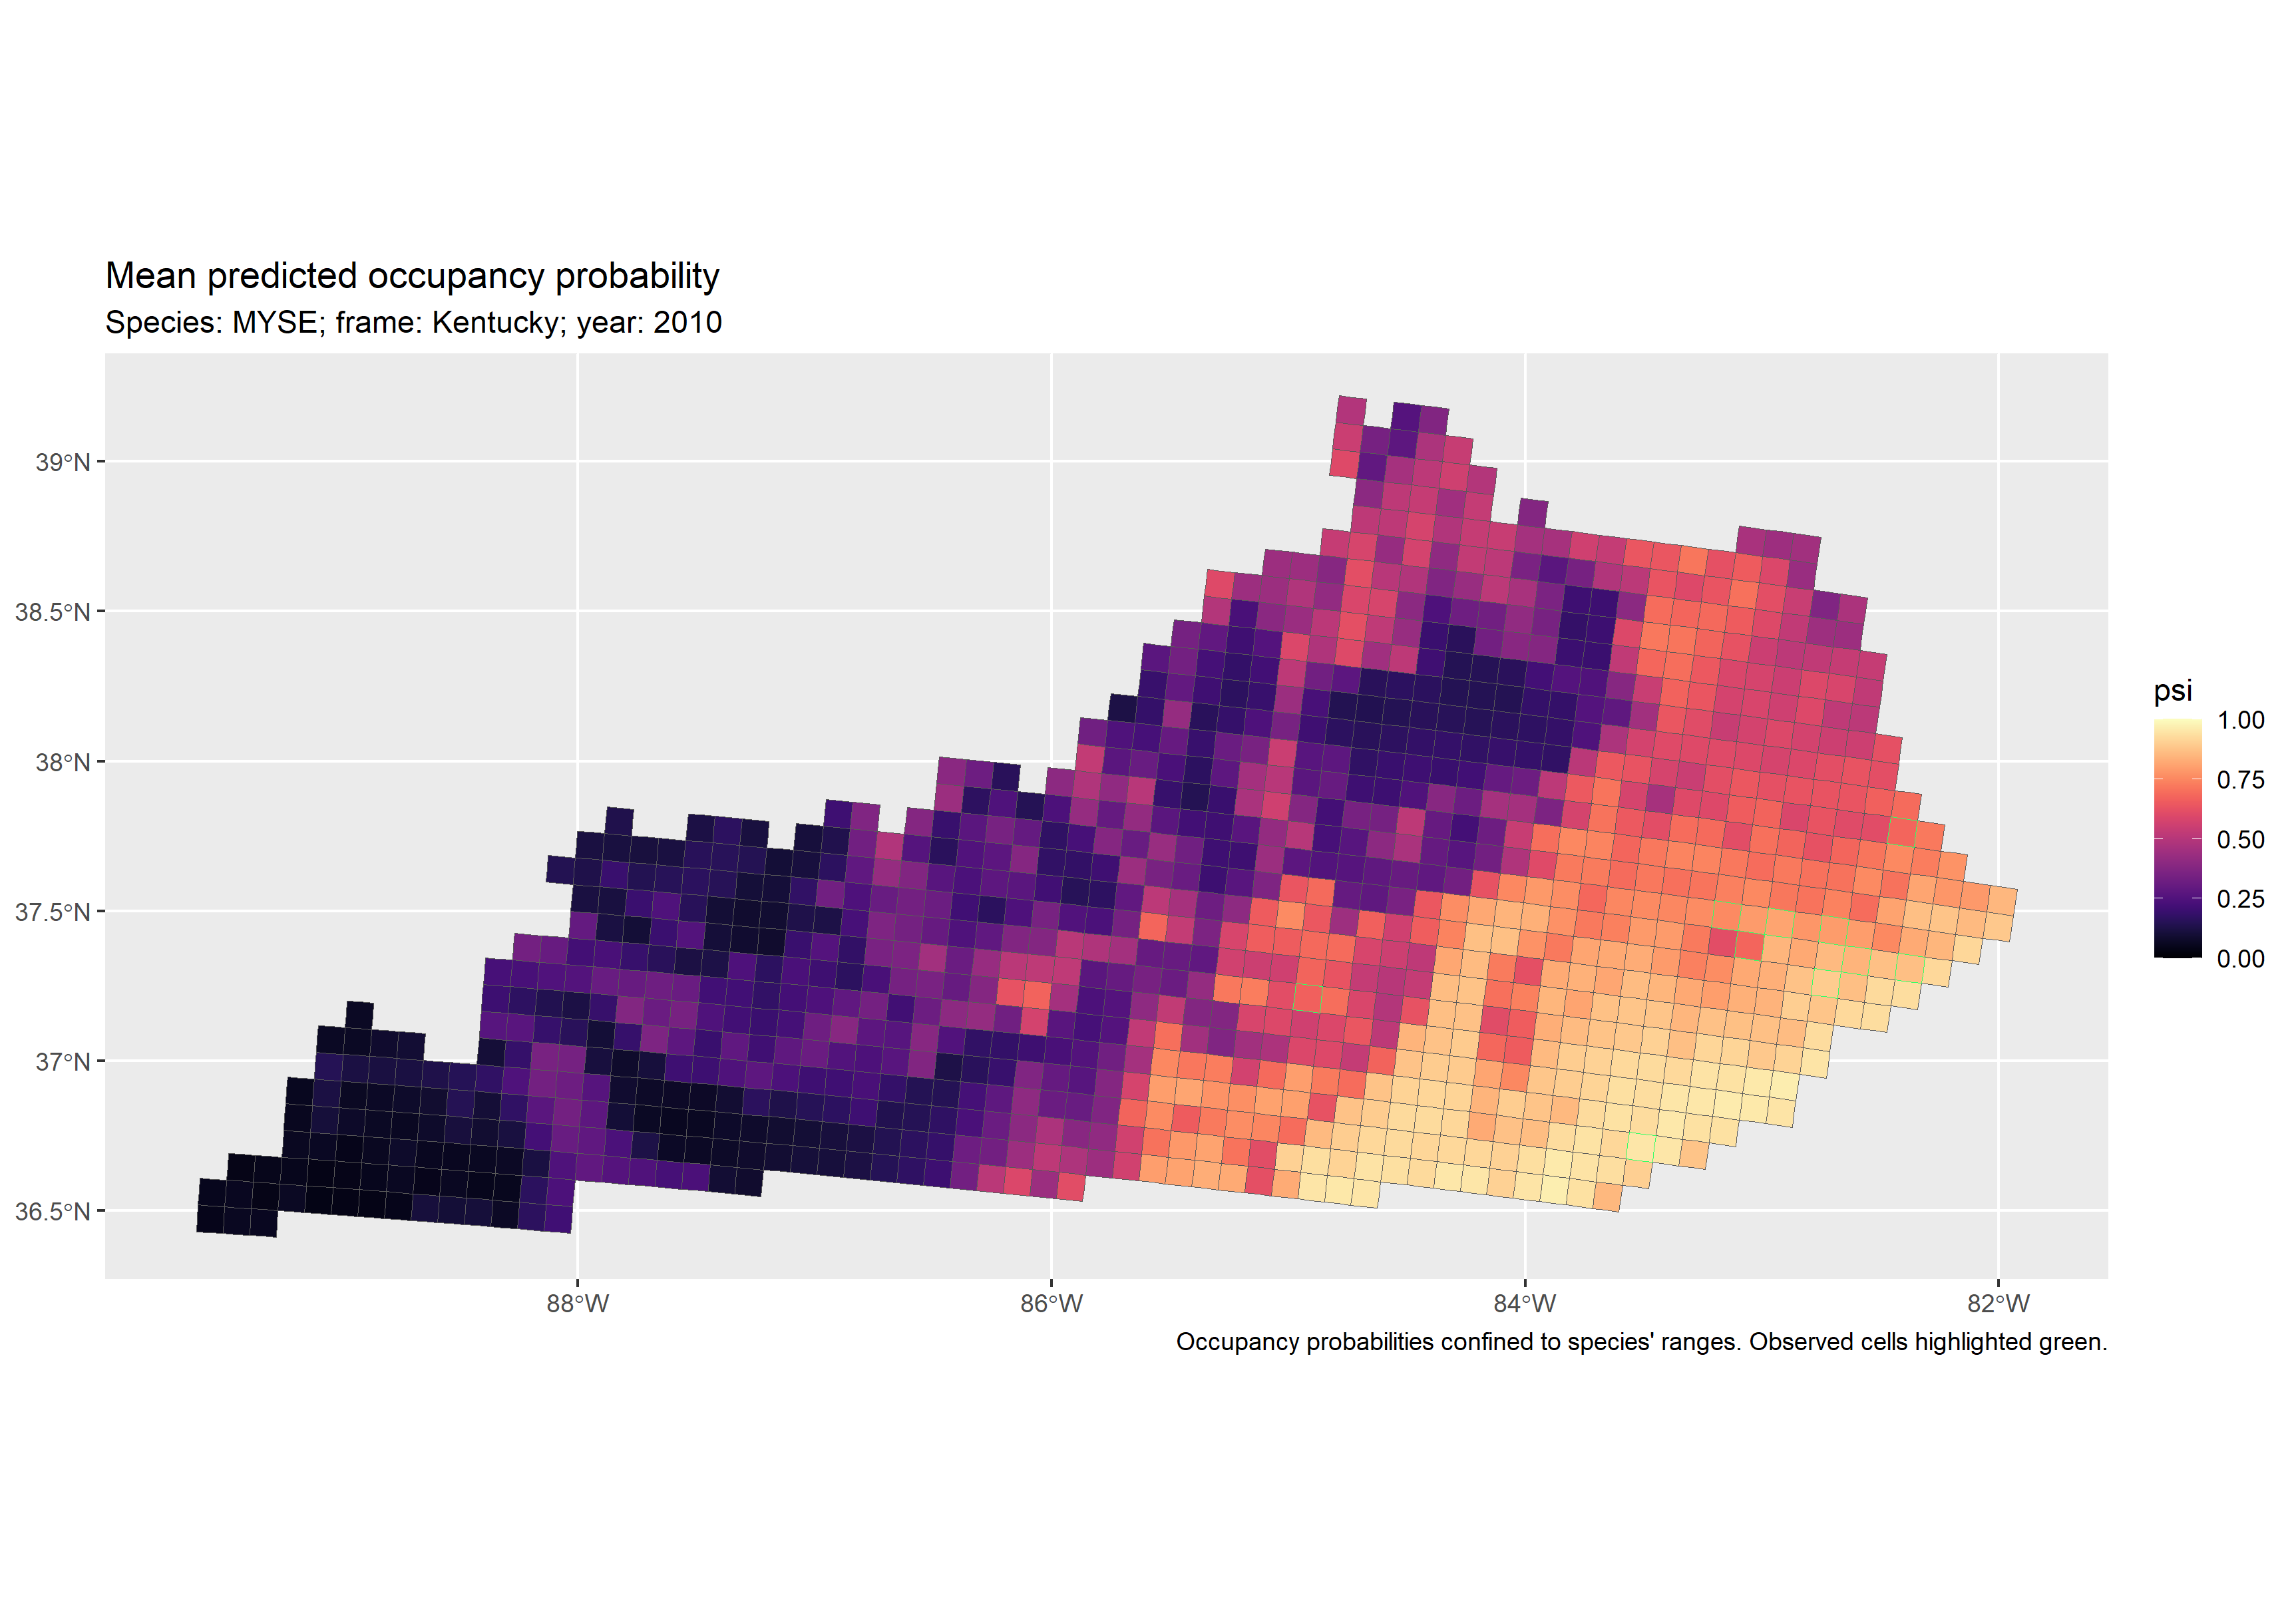 Mean predicted occupancy probability
Species: MYSE; frame: Kentucky; year: 2010
39°N
38.5°N
38°N
37.5°N
37°N
36.5°N
88°W
86°W
84°W
82°W
psi
1.00
0.75
0.50
0.25
0.00
Occupancy probabilities confined to species' ranges. Observed cells highlighted green.